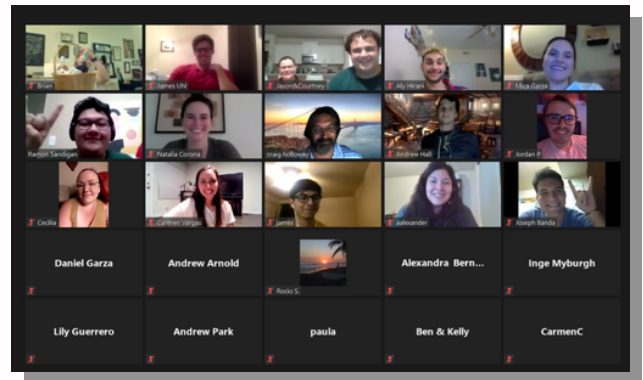 Brian
James Uhl
Jason&Courtney
Aly Hirani
Mica Garza
Ramon Sandigan
Natalia Corona
craig holloway
Andrew Hall
Jordan P
Cecilia
Carmen Vargas
james
aalexander
Joseph Banda
Daniel Garza
Andrew Arnold
Rocio S.
Alexandra Bern...
Inge Myburgh
Lily Guerrero
Andrew Park
paula
Ben & Kelly
CarmenC